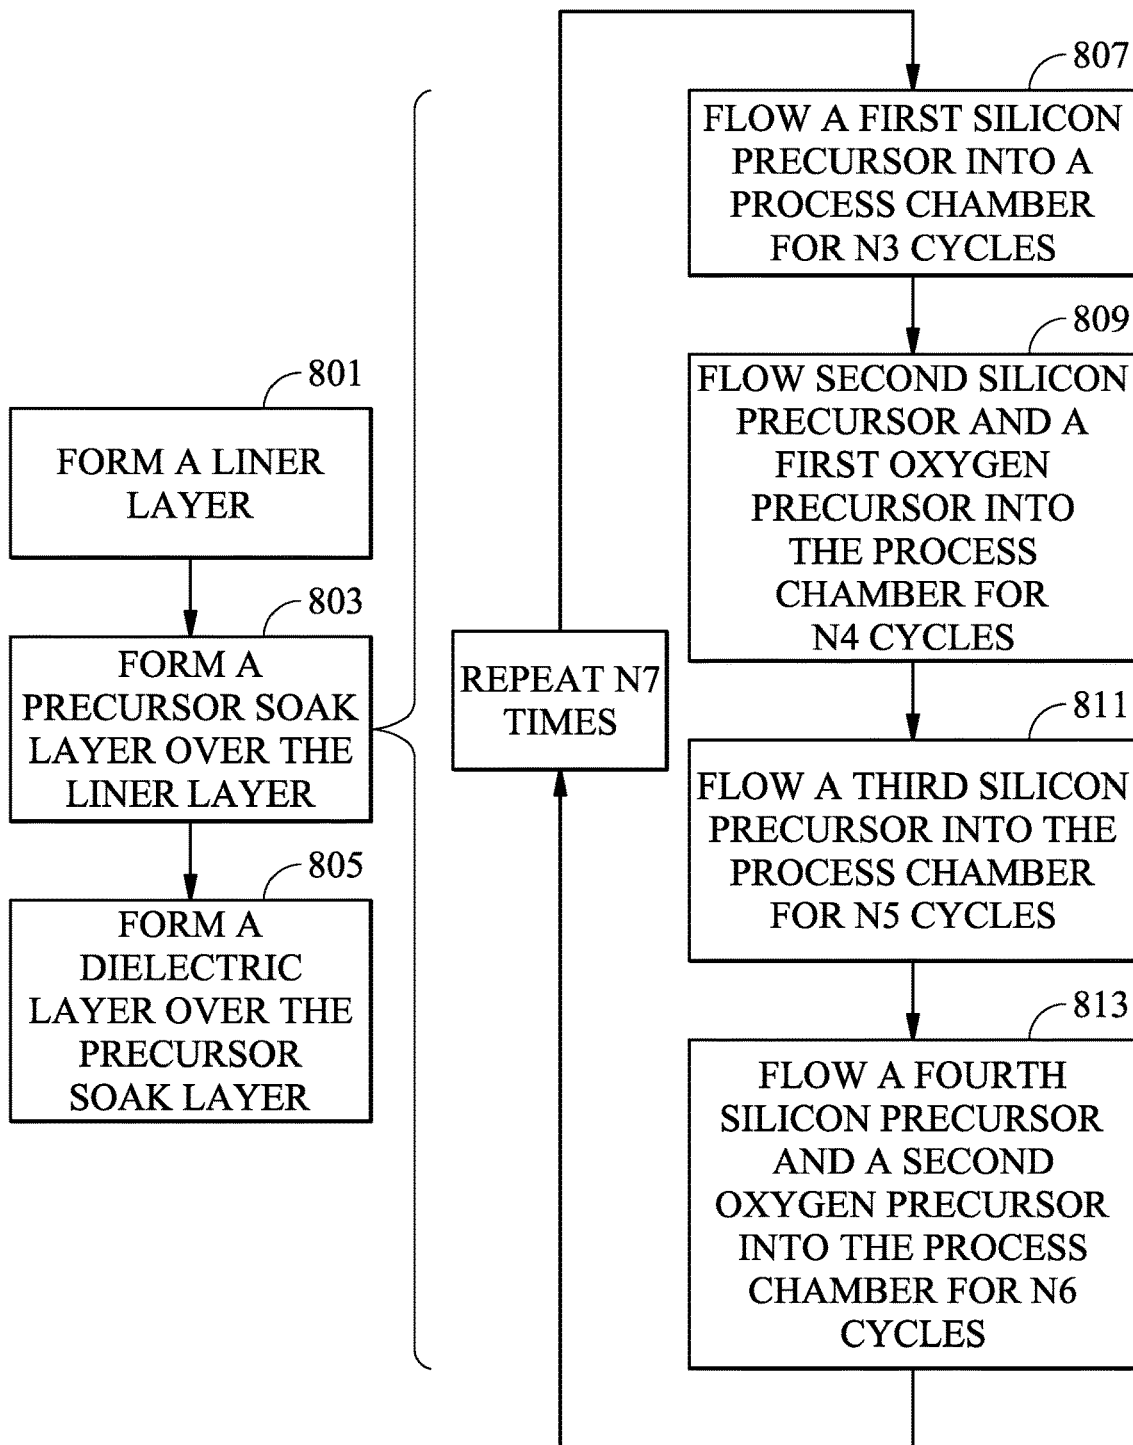 801
FORM A LINER
LAYER
803
FORM A
PRECURSOR SOAK
LAYER OVER THE
LINER LAYER
805
FORM A
DIELECTRIC
LAYER OVER THE
PRECURSOR
SOAK LAYER
REPEAT N7
TIMES
807
FLOW A FIRST SILICON
PRECURSOR INTO A
PROCESS CHAMBER
FOR N3 CYCLES
809
FLOW SECOND SILICON
PRECURSOR AND A
FIRST OXYGEN
PRECURSOR INTO
THE PROCESS
CHAMBER FOR
N4 CYCLES
811
FLOW A THIRD SILICON
PRECURSOR INTO THE
PROCESS CHAMBER
FOR N5 CYCLES
813
FLOW A FOURTH
SILICON PRECURSOR
AND A SECOND
OXYGEN PRECURSOR
INTO THE PROCESS
CHAMBER FOR N6
CYCLES